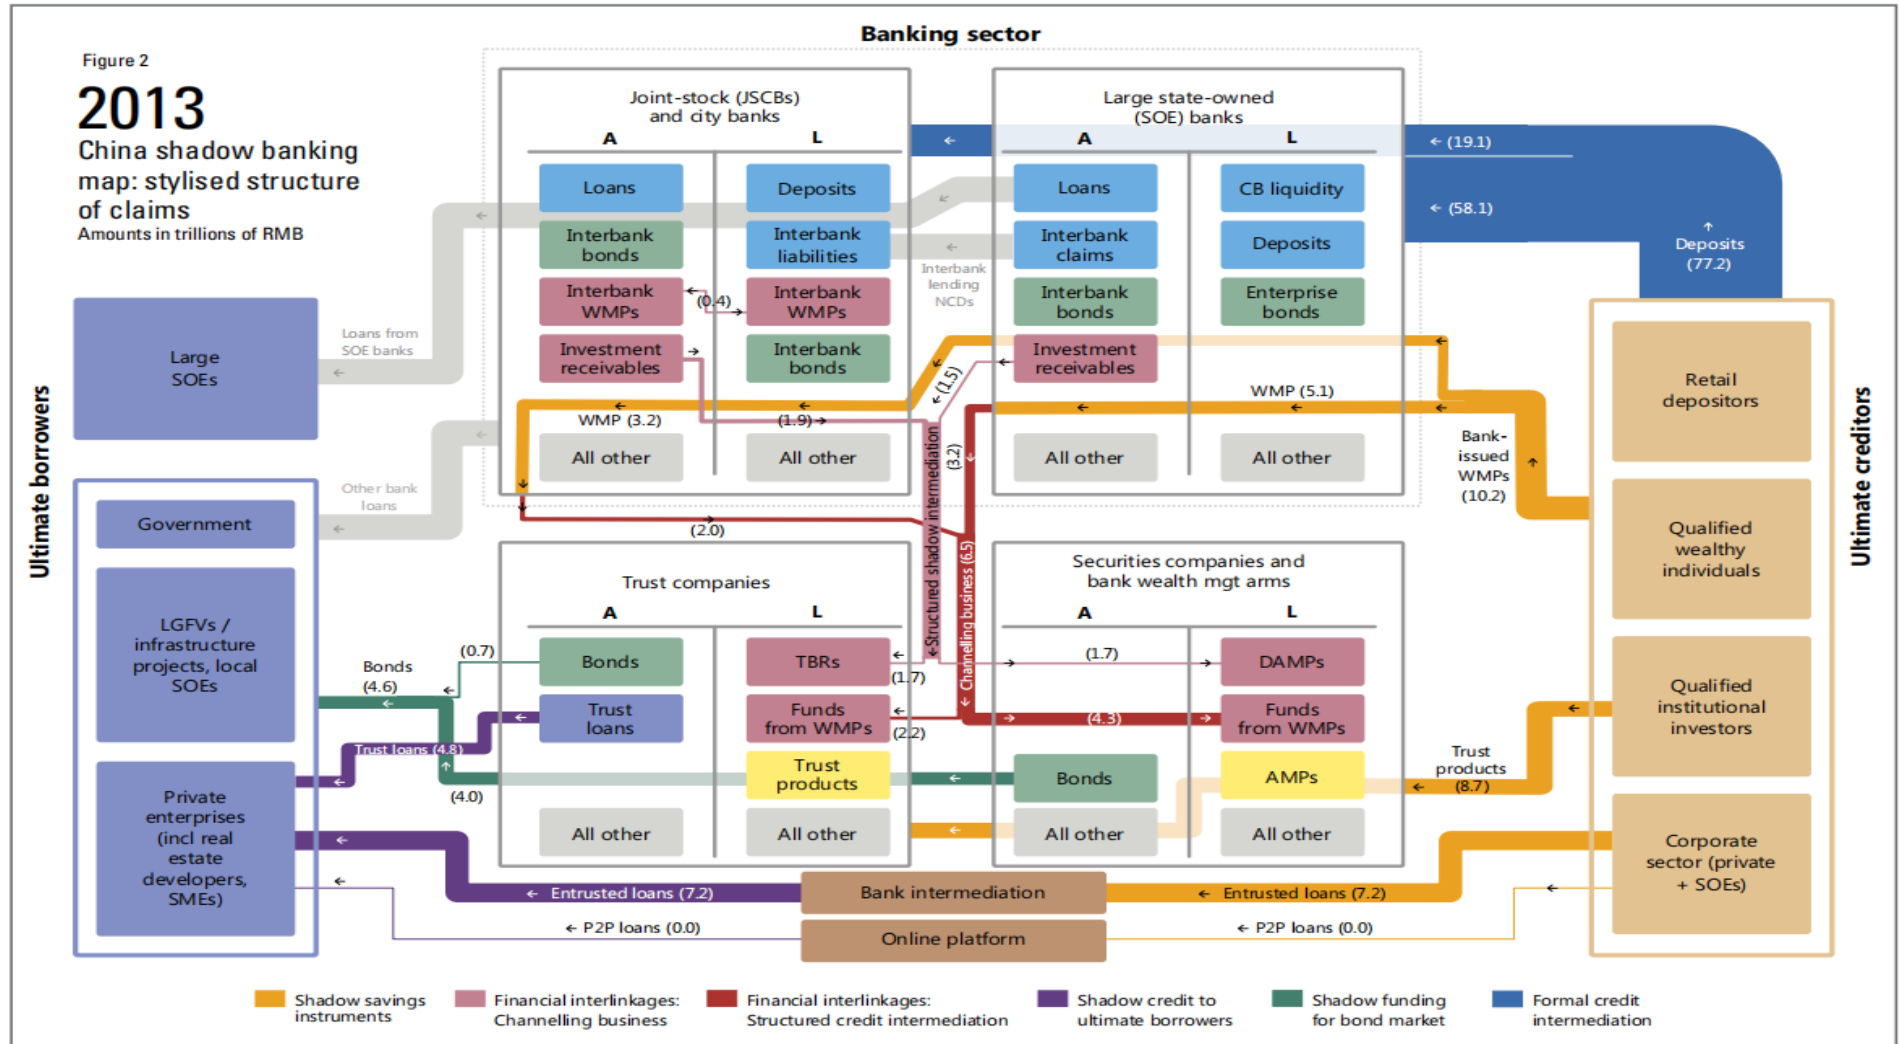 Banking sector
Figure 2
2013
China shadow banking
map: stylised structure
of claims
Amounts in trillions of RMB
Joint-stock (JSCBs)
and city banks
A
L
Loans
Deposits
Interbank
bonds
Interbank
liabilities
Interbank
WMPs
← (0.4) →
Interbank
WMPs
Investment
receivables
→
Interbank
bonds
WMP (3.2)
(1.9) →
All other
All other
Large state-owned
(SOE) banks
A
L
Loans
CB liquidity
Interbank
claims
Deposits
Interbank
bonds
Enterprise
bonds
Investment
receivables
WMP (5.1)
All other
All other
Interbank
lending
NCDs
← (1.5)
(3.2)
← (19.1)
← (58.1)
↑
Deposits
(77.2)
Bank-
issued
WMPs
(10.2)
Ultimate borrowers
Large
SOEs
Loans from
SOE banks
Other bank
loans
Government
LGFVs /
infrastructure
projects, local
SOEs
Private
enterprises
(incl real
estate
developers,
SMEs)
Bonds
(4.6)
(0.7)
Trust loans (4.8)
(4.0)
(2.0)
← Structured shadow intermediation
← Channelling business (6.5)
Trust companies
A
L
Bonds
TBRs
(1.7)
Trust
loans
Funds
from WMPs
(2.2)
Trust
products
All other
All other
Securities companies and
bank wealth mgt arms
A
L
(1.7)
DAMPs
(4.3)
Funds
from WMPs
Bonds
AMPs
All other
All other
Trust
products
(8.7)
← Entrusted loans (7.2)
Bank intermediation
← Entrusted loans (7.2)
← P2P loans (0.0)
Online platform
← P2P loans (0.0)
Ultimate creditors
Retail
depositors
Qualified
wealthy
individuals
Qualified
institutional
investors
Corporate
sector (private
+ SOEs)
Shadow savings
instruments
Financial interlinkages:
Channelling business
Financial interlinkages:
Structured credit intermediation
Shadow credit to
ultimate borrowers
Shadow funding
for bond market
Formal credit
intermediation